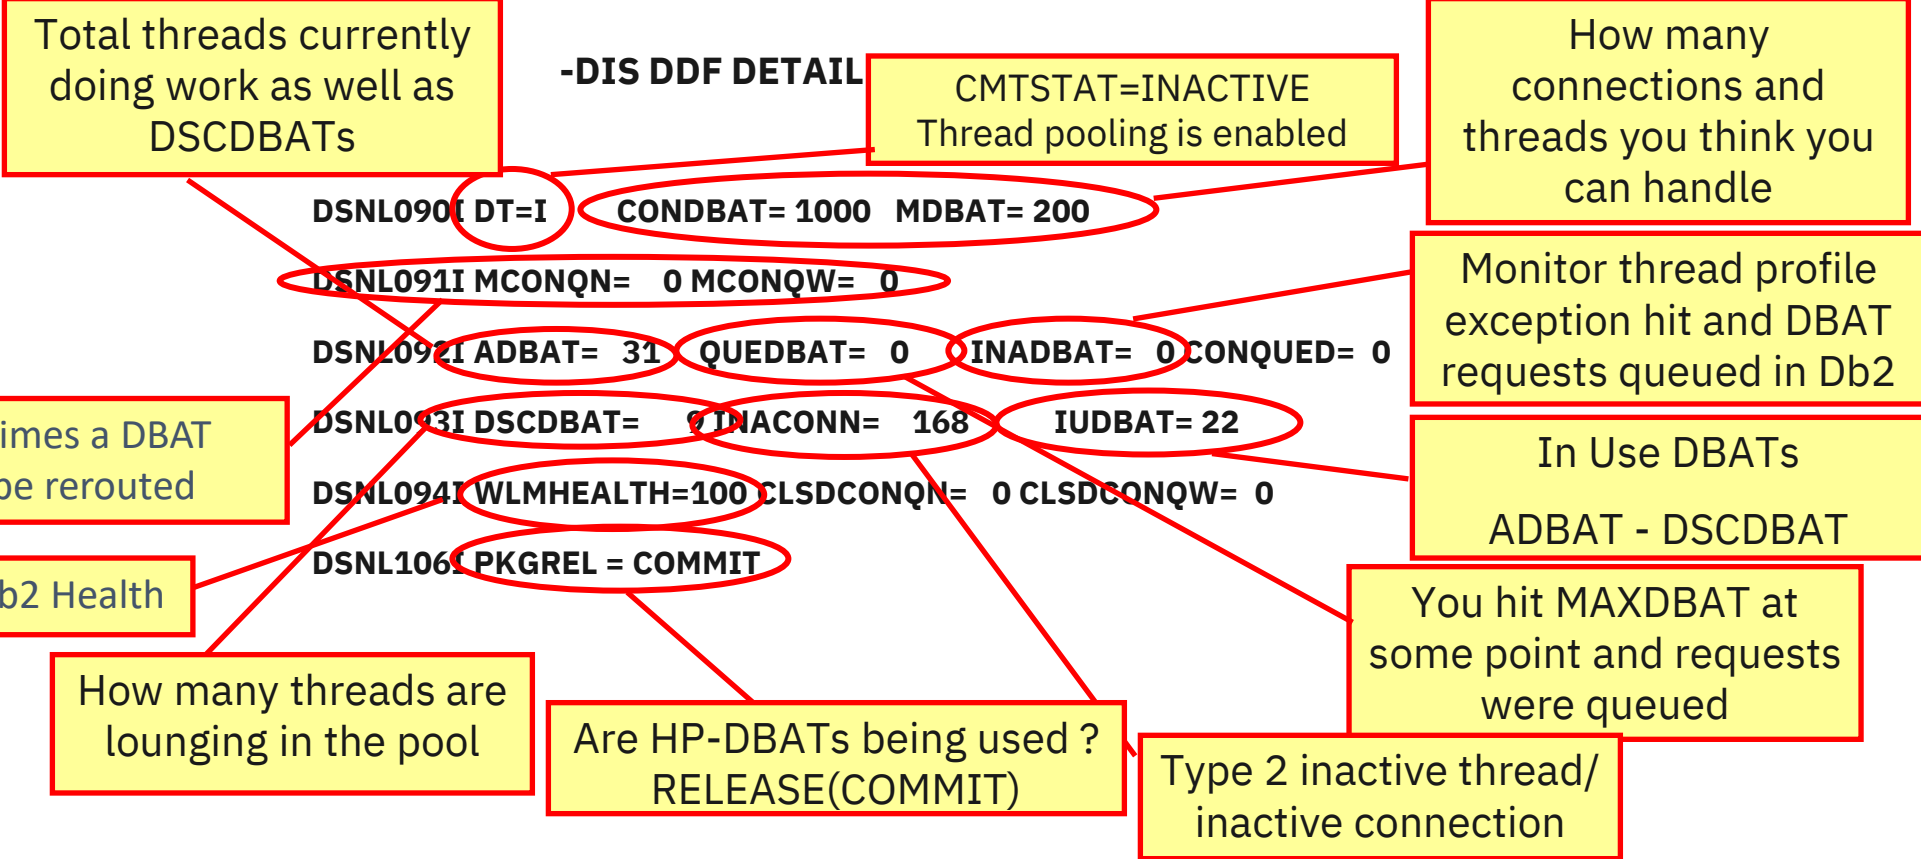 Total threads currently
doing work as well as
DSCDBATs
-DIS DDF DETAIL
CMTSTAT=INACTIVE
Thread pooling is enabled
How many
connections and
threads you think you
can handle
DSNL090I DT=I CONDBAT= 1000 MDBAT= 200
DSNL091I MCONQN= 0 MCONQW= 0
Monitor thread profile
exception hit and DBAT
requests queued in Db2
DSNL092I ADBAT= 31 QUEDBAT= 0 INADBAT= 0 CONQUED= 0
imes a DBAT
be rerouted
DSNL093I DSCDBAT= 9 INACONN= 168 IUDBAT= 22
In Use DBATs
ADBAT - DSCDBAT
DSNL094I WLMHEALTH=100 CLSDCONQN= 0 CLSDCONQW= 0
b2 Health
DSNL106I PKGREL = COMMIT
You hit MAXDBAT at
some point and requests
were queued
How many threads are
lounging in the pool
Are HP-DBATs being used ?
RELEASE(COMMIT)
Type 2 inactive thread/
inactive connection